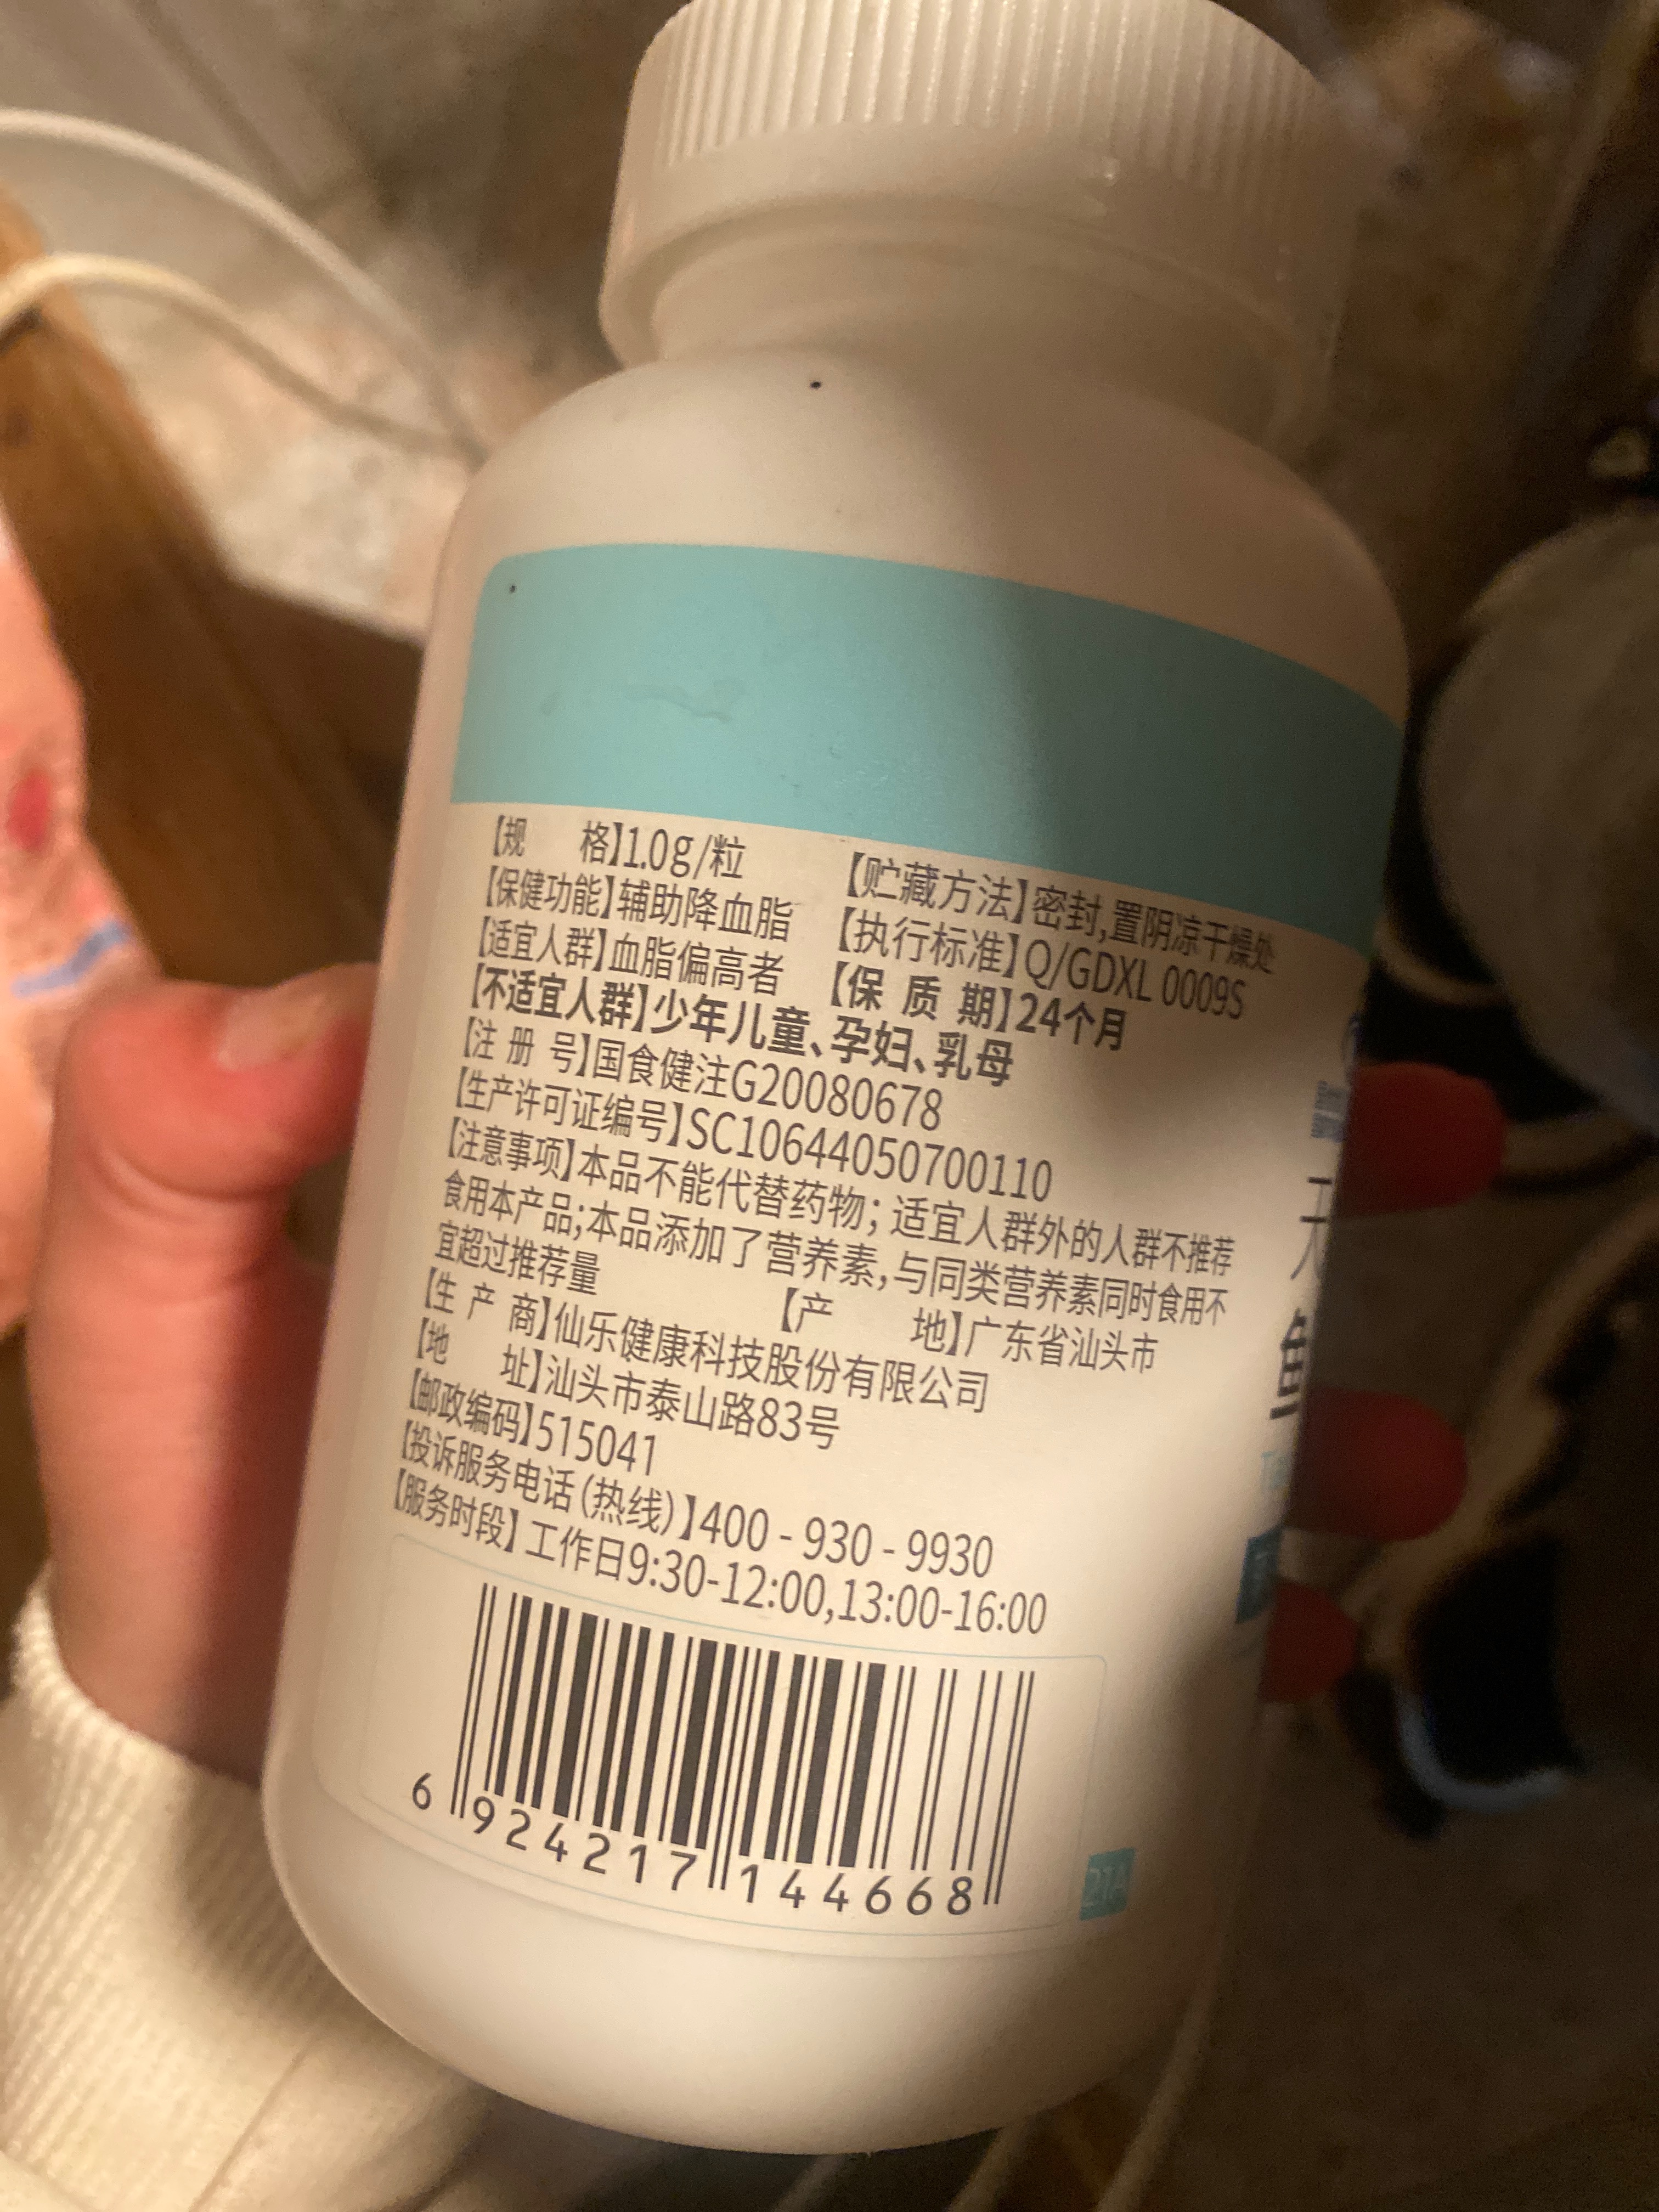 【规 格】1.0g/粒 【贮藏方法】密封,置阴凉干燥处
【保健功能】辅助降血脂 【执行标准】Q/GDXL 0009S
【适宜人群】血脂偏高者 【保 质 期】24个月
【不适宜人群】少年儿童、孕妇、乳母
【注 册 号】国食健注G20080678
【生产许可证编号】SC10644050700110
【注意事项】本品不能代替药物；适宜人群外的人群不推荐
食用本产品;本品添加了营养素,与同类营养素同时食用不
宜超过推荐量
【产 地】广东省汕头市
【生 产 商】仙乐健康科技股份有限公司
【地 址】汕头市泰山路83号
【邮政编码】515041
【投诉服务电话(热线)】400 - 930 - 9930
【服务时段】工作日9:30-12:00,13:00-16:00
6 924217 144668
21A
鱼